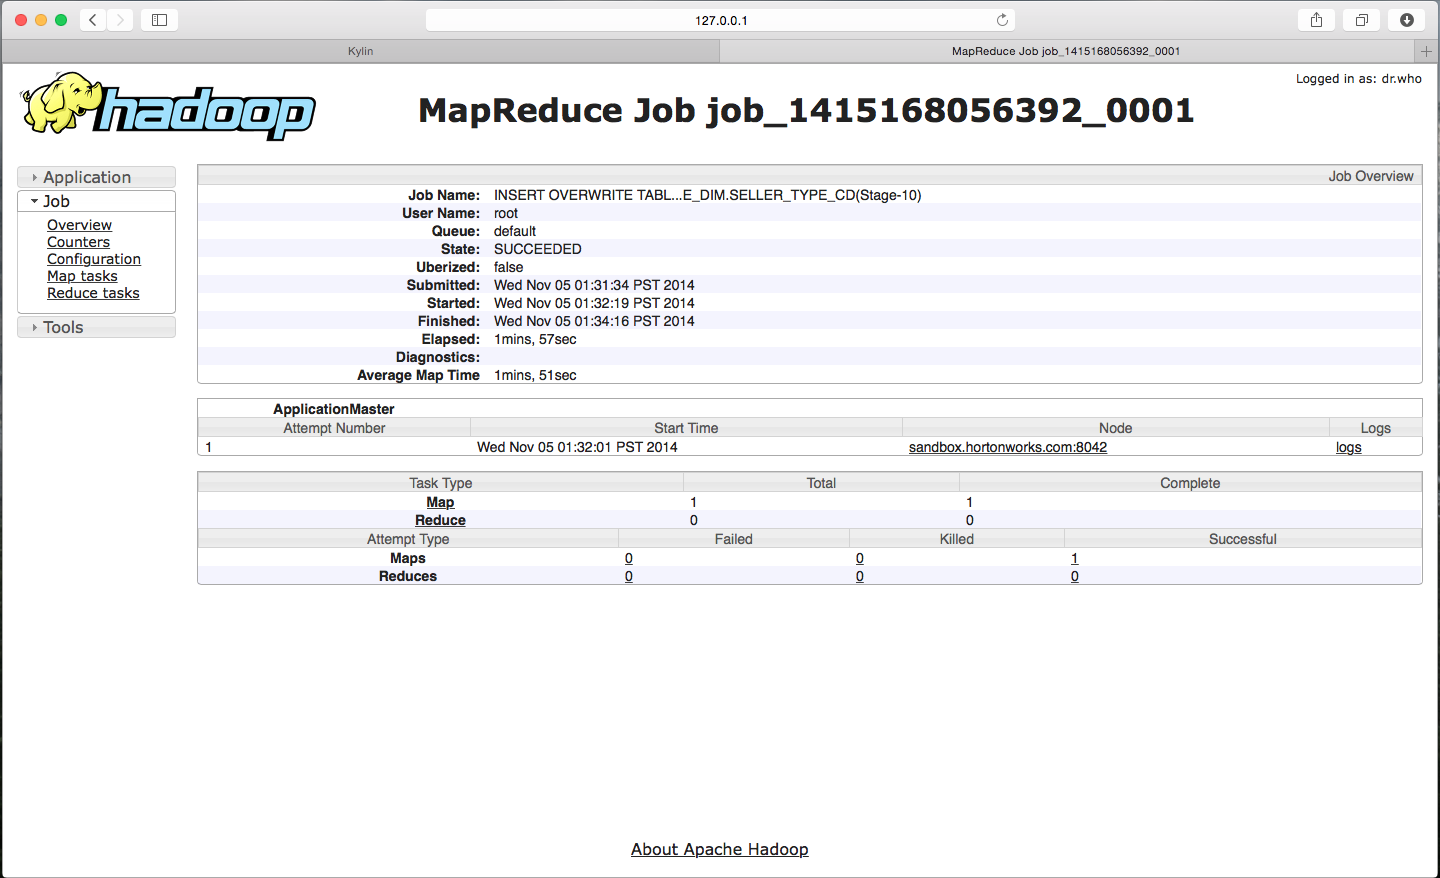 127.0.0.1
Kylin
MapReduce Job job_1415168056392_0001
Logged in as: dr.who
hadoop
MapReduce Job job_1415168056392_0001
Application
Job
Overview
Counters
Configuration
Map tasks
Reduce tasks
Tools
Job Overview
Job Name: INSERT OVERWRITE TABL...E_DIM.SELLER_TYPE_CD(Stage-10)
User Name: root
Queue: default
State: SUCCEEDED
Uberized: false
Submitted: Wed Nov 05 01:31:34 PST 2014
Started: Wed Nov 05 01:32:19 PST 2014
Finished: Wed Nov 05 01:34:16 PST 2014
Elapsed: 1mins, 57sec
Diagnostics:
Average Map Time 1mins, 51sec
ApplicationMaster
Attempt Number Start Time Node Logs
1 Wed Nov 05 01:32:01 PST 2014 sandbox.hortonworks.com:8042 logs
Task Type Total Complete
Map 1 1
Reduce 0 0
Attempt Type Failed Killed Successful
Maps 0 0 1
Reduces 0 0 0
About Apache Hadoop